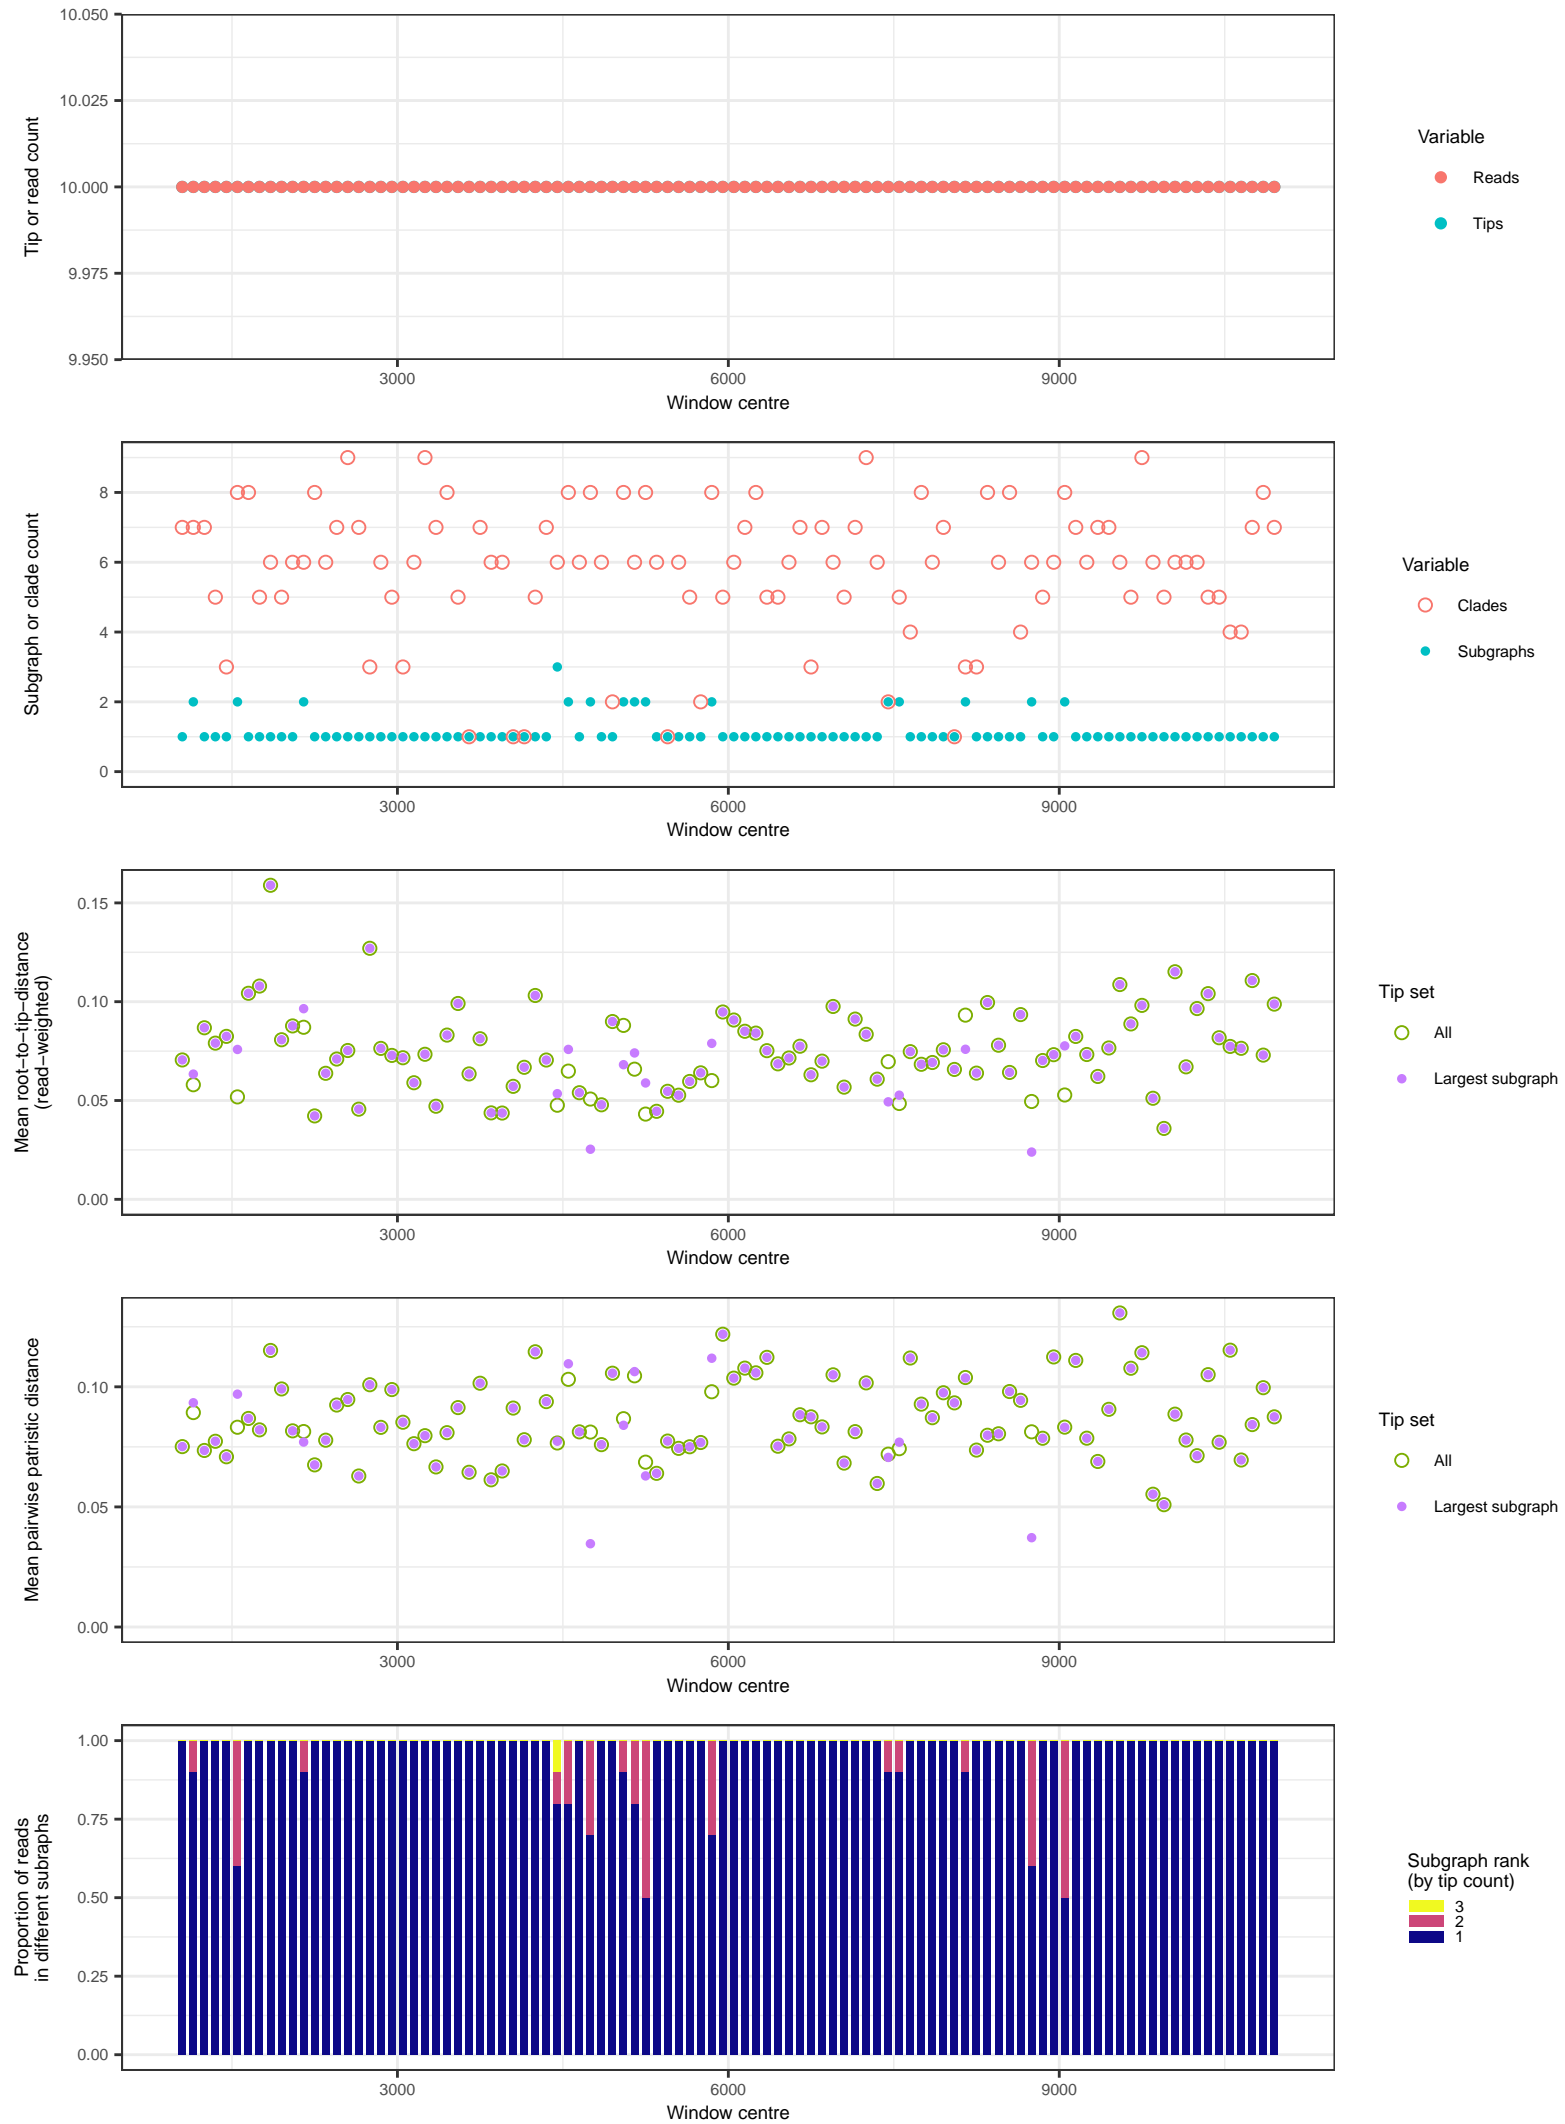 10.050
10.025
10.000
9.975
9.950
Tip or read count
3000 6000 9000
Window centre
Variable
Reads
Tips
8
6
4
2
0
Subgraph or clade count
3000 6000 9000
Window centre
Variable
Clades
Subgraphs
0.15
0.10
0.05
0.00
Mean root−to−tip−distance
(read−weighted)
3000 6000 9000
Window centre
Tip set
All
Largest subgraph
0.10
0.05
0.00
Mean pairwise patristic distance
3000 6000 9000
Window centre
Tip set
All
Largest subgraph
1.00
0.75
0.50
0.25
0.00
Proportion of reads
in different subraphs
3000 6000 9000
Window centre
Subgraph rank
(by tip count)
3
2
1